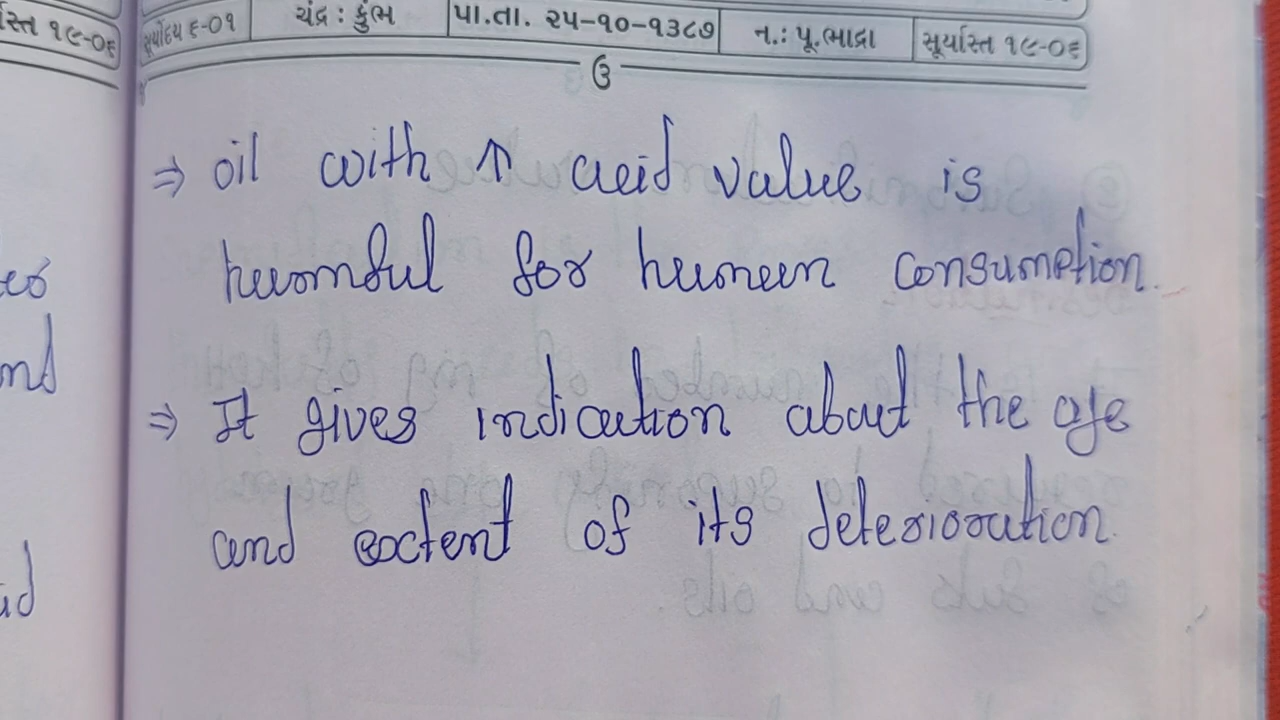 સ્ત ૧૯-૦૬
સૂર્યોદય ૬-૦૧ ચંદ્ર : કુંભ પા.તા. ૨૫-૧૦-૧૩૮૭ ન.: પૂ.ભાદ્રા સૂર્યાસ્ત ૧૯-૦૬
⇒ oil with ↑ acid value is
harmful for human consumption.
⇒ It gives indication about the age
and extent of its deterioration.